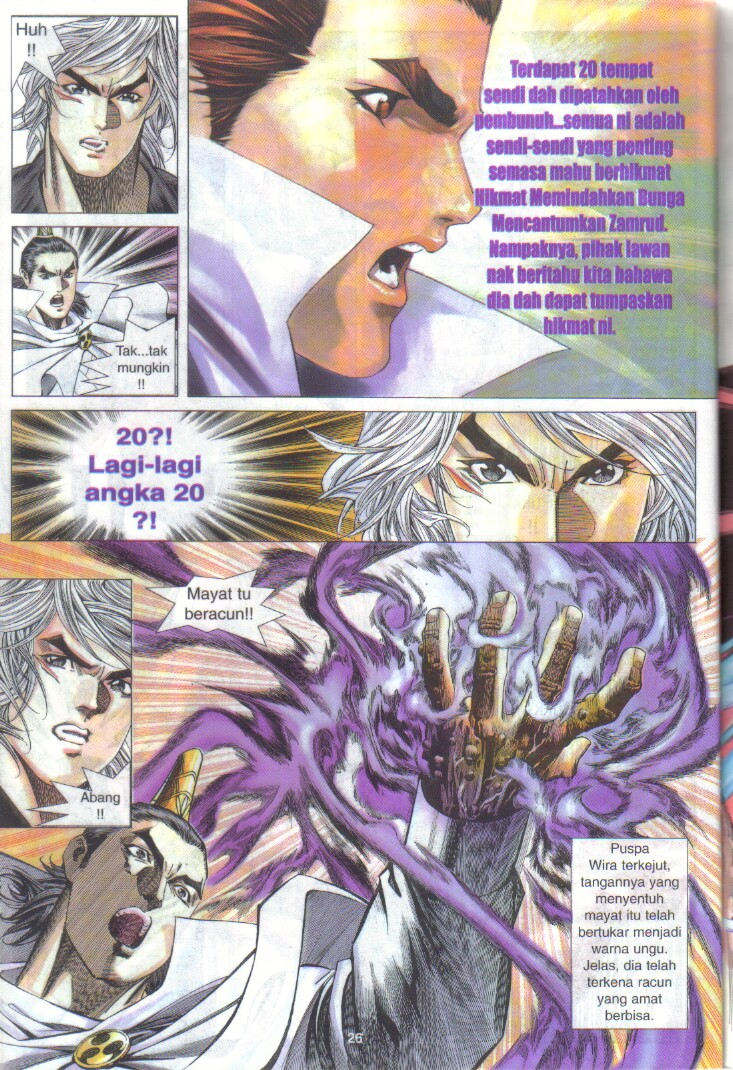 Huh
!!
Terdapat 20 tempat
sendi dah dipatahkan oleh
pembunuh...semua ni adalah
sendi-sendi yang penting
semasa mahu berhikmat
Hikmat Memindahkan Bunga
Mencantumkan Zamrud.
Nampaknya, pihak lawan
nak beritahu kita bahawa
dia dah dapat tumpaskan
hikmat ni.
Tak...tak
mungkin
!!
20?!
Lagi-lagi
angka 20
?!
Mayat tu
beracun!!
Abang
!!
Puspa
Wira terkejut,
tangannya yang
menyentuh
mayat itu telah
bertukar menjadi
warna ungu.
Jelas, dia telah
terkena racun
yang amat
berbisa.
26